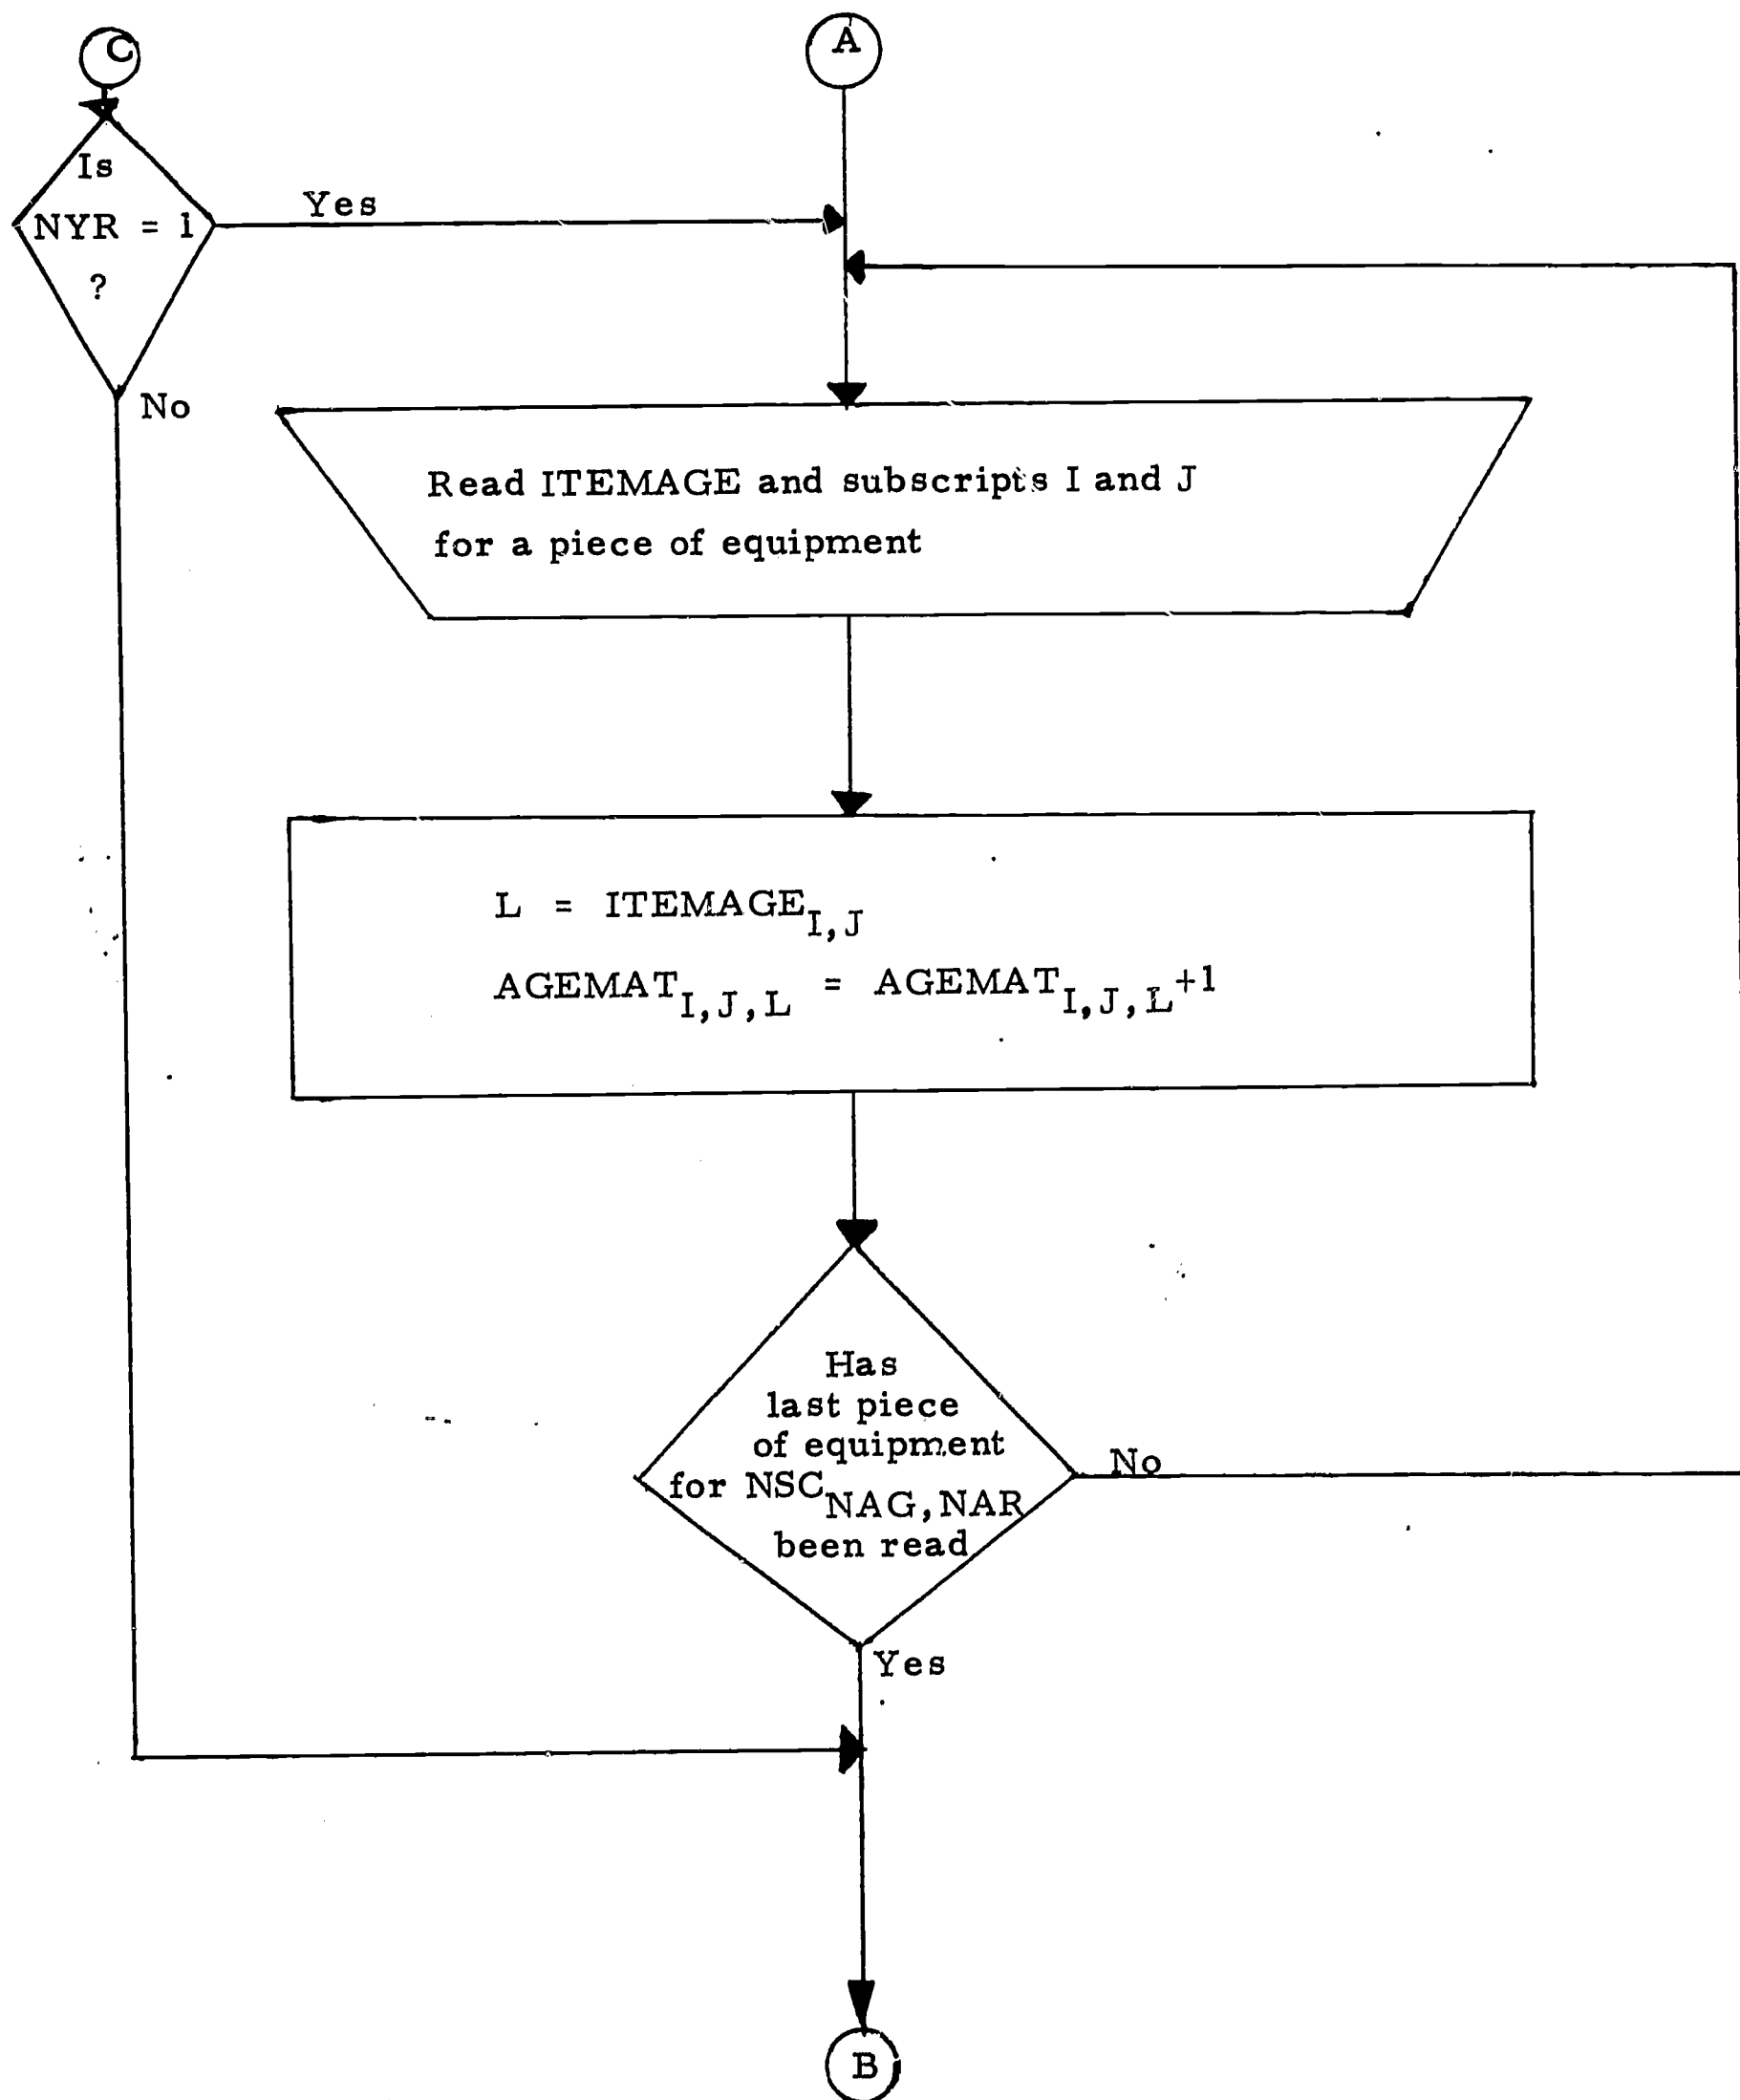 C
A
Is
NYR = 1
?
Yes
No
Read ITEMAGE and subscripts I and J
for a piece of equipment
L = ITEMAGE I, J
AGEMAT I, J, L = AGEMAT I, J, L +1
Has
last piece
of equipment
for NSC NAG, NAR
been read
No
Yes
B